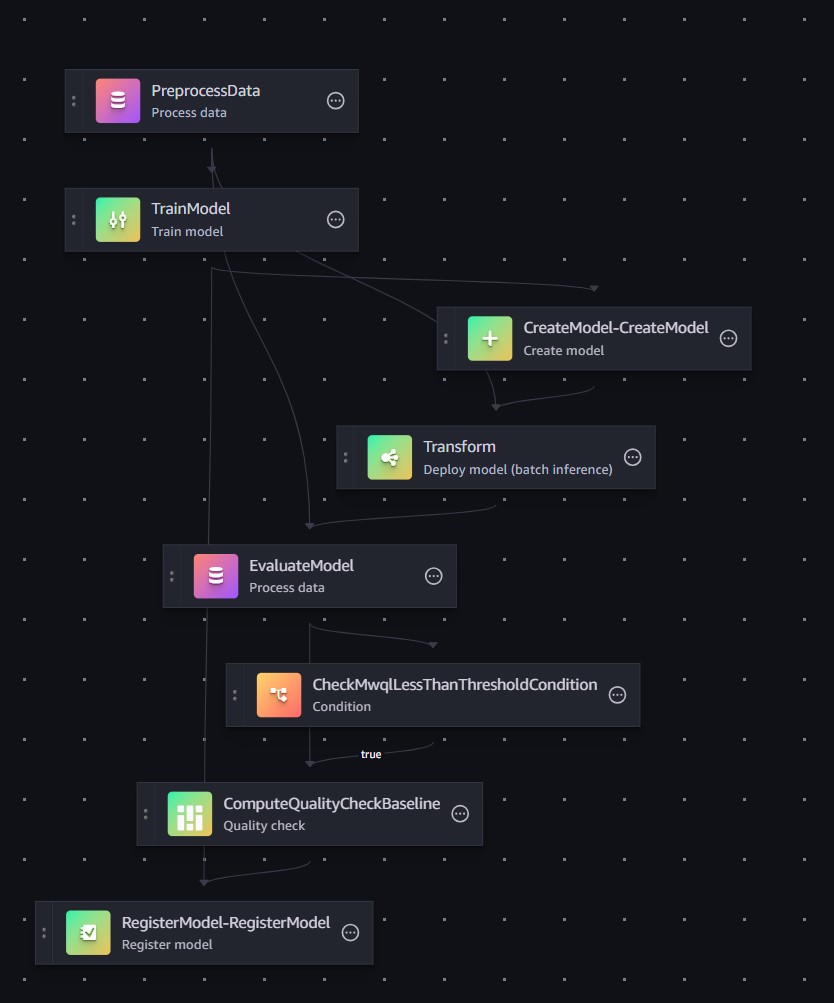 PreprocessData
Process data
TrainModel
Train model
CreateModel-CreateModel
Create model
Transform
Deploy model (batch inference)
EvaluateModel
Process data
CheckMwqlLessThanThresholdCondition
Condition
true
ComputeQualityCheckBaseline
Quality check
RegisterModel-RegisterModel
Register model